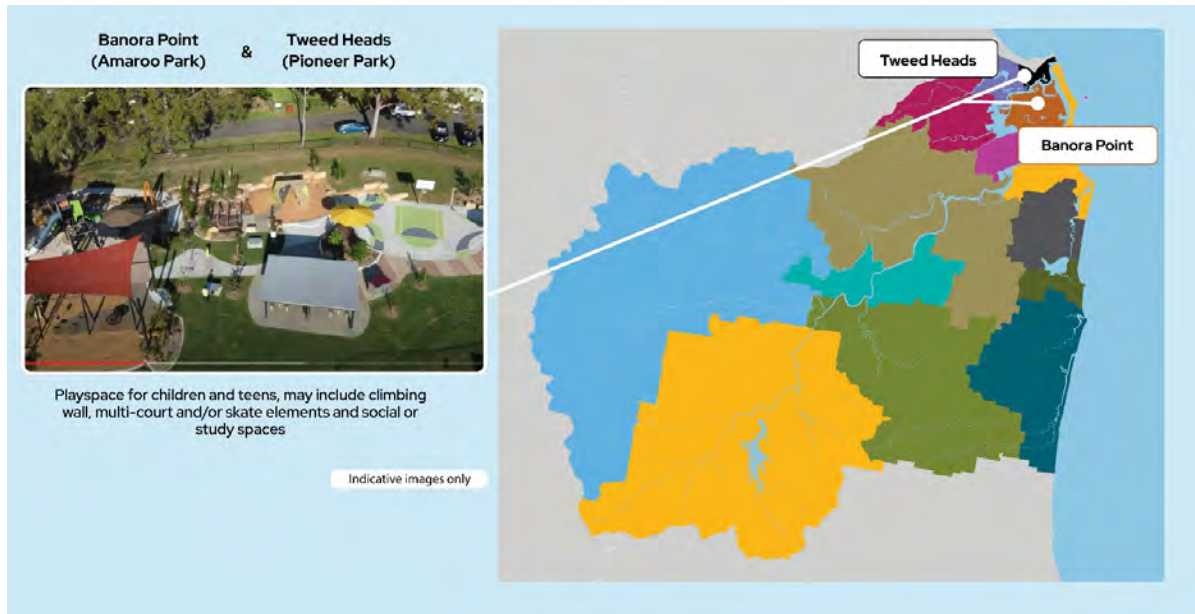 Banora Point
(Amaroo Park)
&
Tweed Heads
(Pioneer Park)
Playspace for children and teens, may include climbing
wall, multi-court and/or skate elements and social or
study spaces
Indicative images only
Tweed Heads
Banora Point